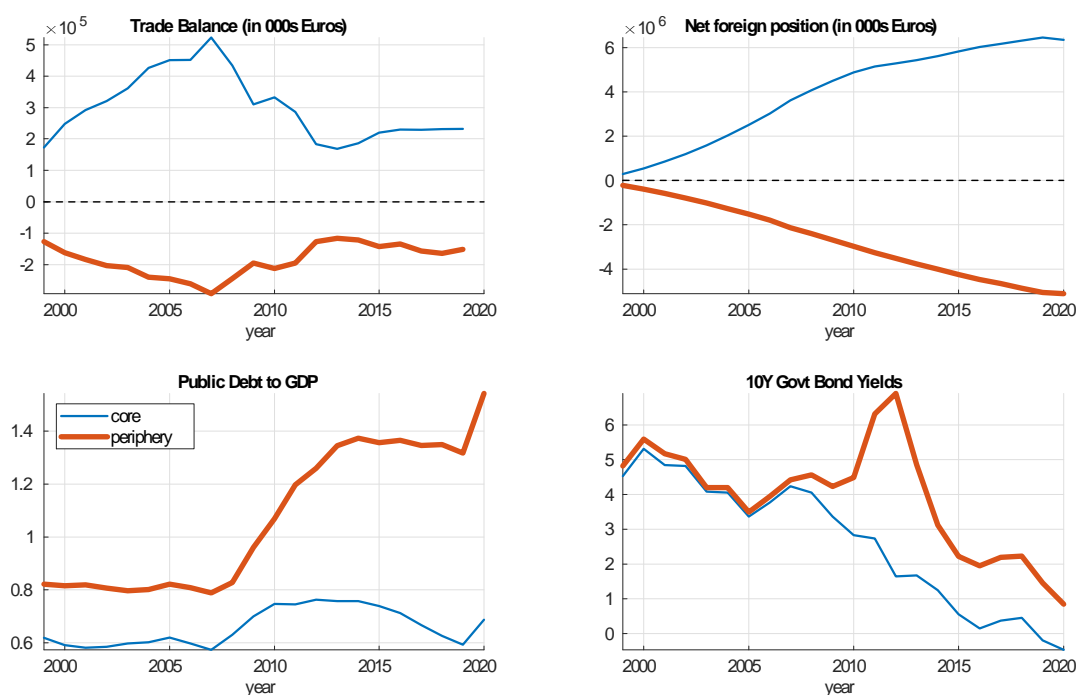 Trade Balance (in 000s Euros)
×10^5
5
4
3
2
1
0
-1
-2
2000 2005 2010 2015 2020
year
Net foreign position (in 000s Euros)
×10^6
6
4
2
0
-2
-4
2000 2005 2010 2015 2020
year
Public Debt to GDP
core
periphery
1.4
1.2
1
0.8
0.6
2000 2005 2010 2015 2020
year
10Y Govt Bond Yields
6
5
4
3
2
1
0
2000 2005 2010 2015 2020
year